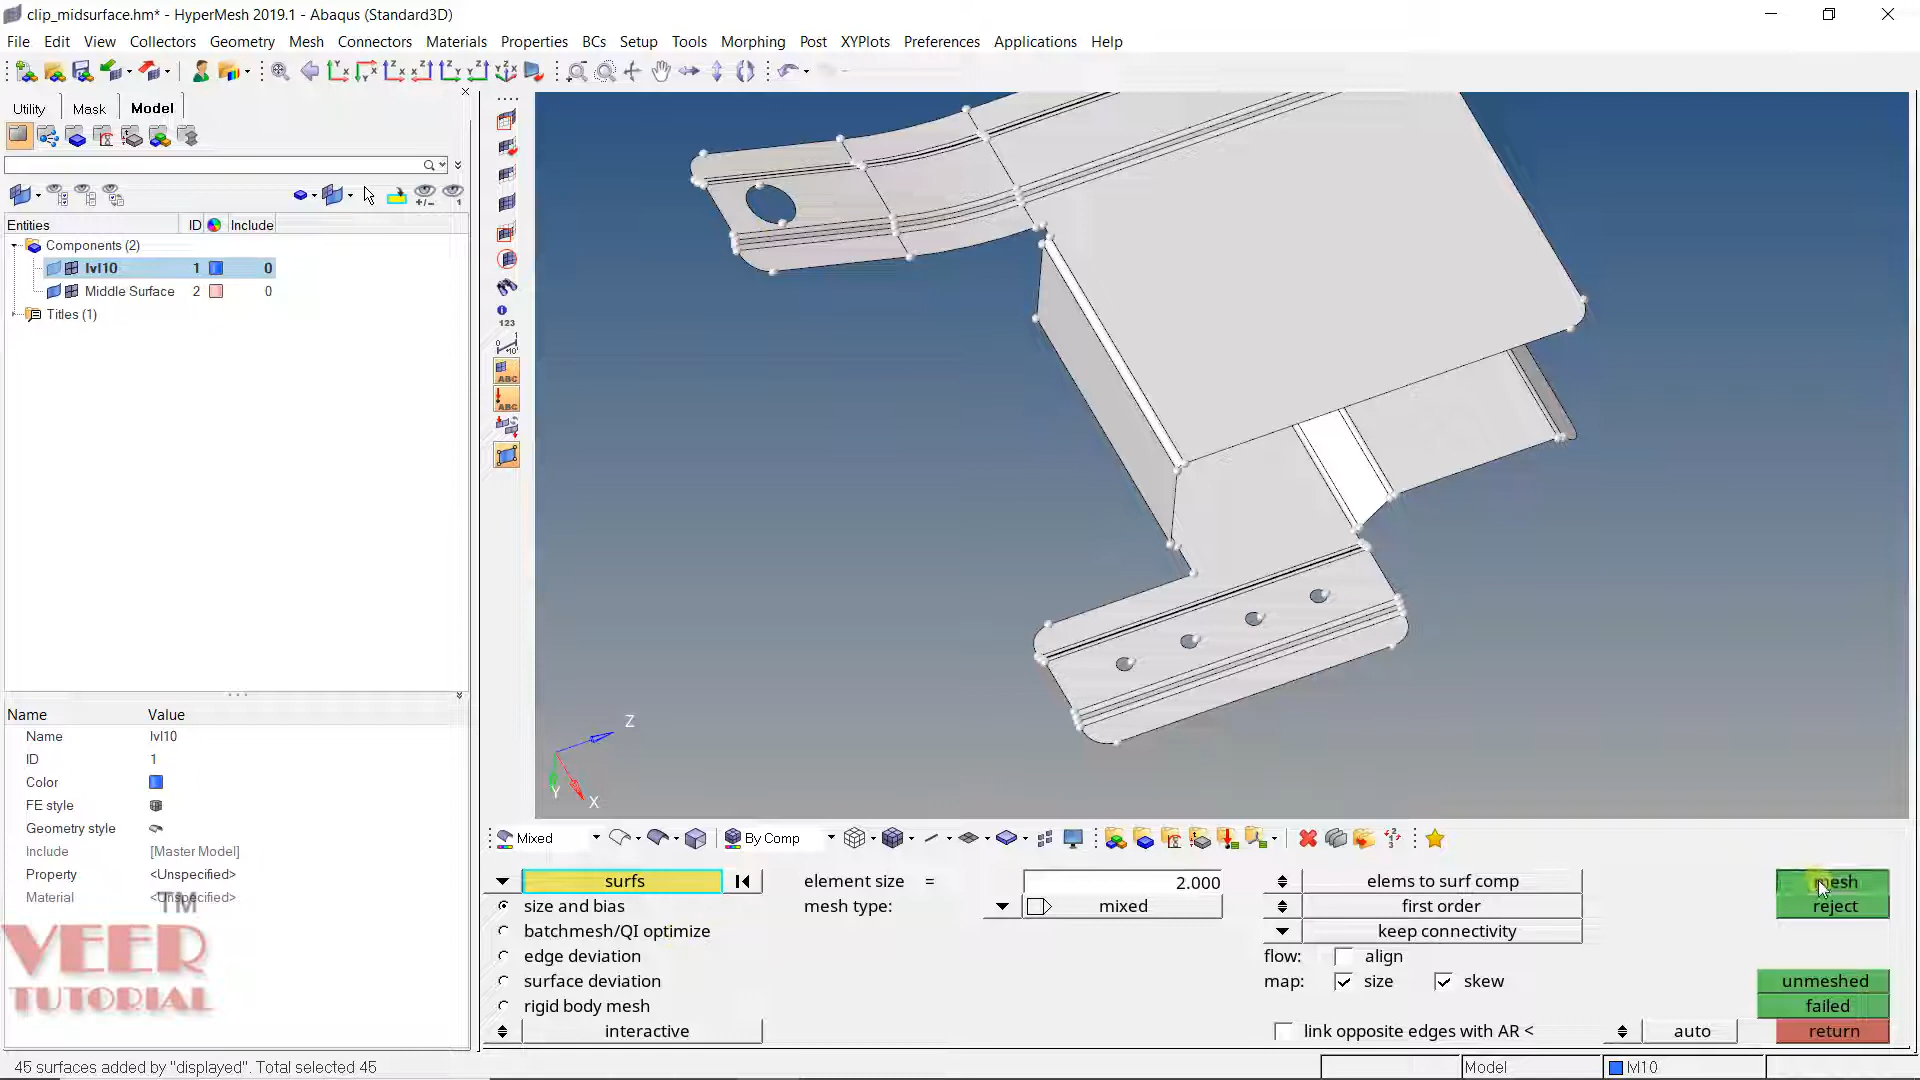 clip_midsurface.hm* - HyperMesh 2019.1 - Abaqus (Standard3D)
File Edit View Collectors Geometry Mesh Connectors Materials Properties BCs Setup Tools Morphing Post XYPlots Preferences Applications Help
Utility Mask Model
Entities ID Include
Components (2)
lvl10 1 0
Middle Surface 2 0
Titles (1)
123
ABC
ABC
Z
Y
X
Name Value
Name lvl10
ID 1
Color
FE style
Geometry style
Include [Master Model]
Property <Unspecified>
Material <Unspecified>
TM
VEER
TUTORIAL
Mixed By Comp
surfs element size = 2.000 elems to surf comp mesh
size and bias mesh type: mixed first order reject
batchmesh/QI optimize keep connectivity
edge deviation flow: align
surface deviation map: size skew unmeshed
rigid body mesh failed
interactive link opposite edges with AR < auto return
45 surfaces added by "displayed". Total selected 45 Model lvl10